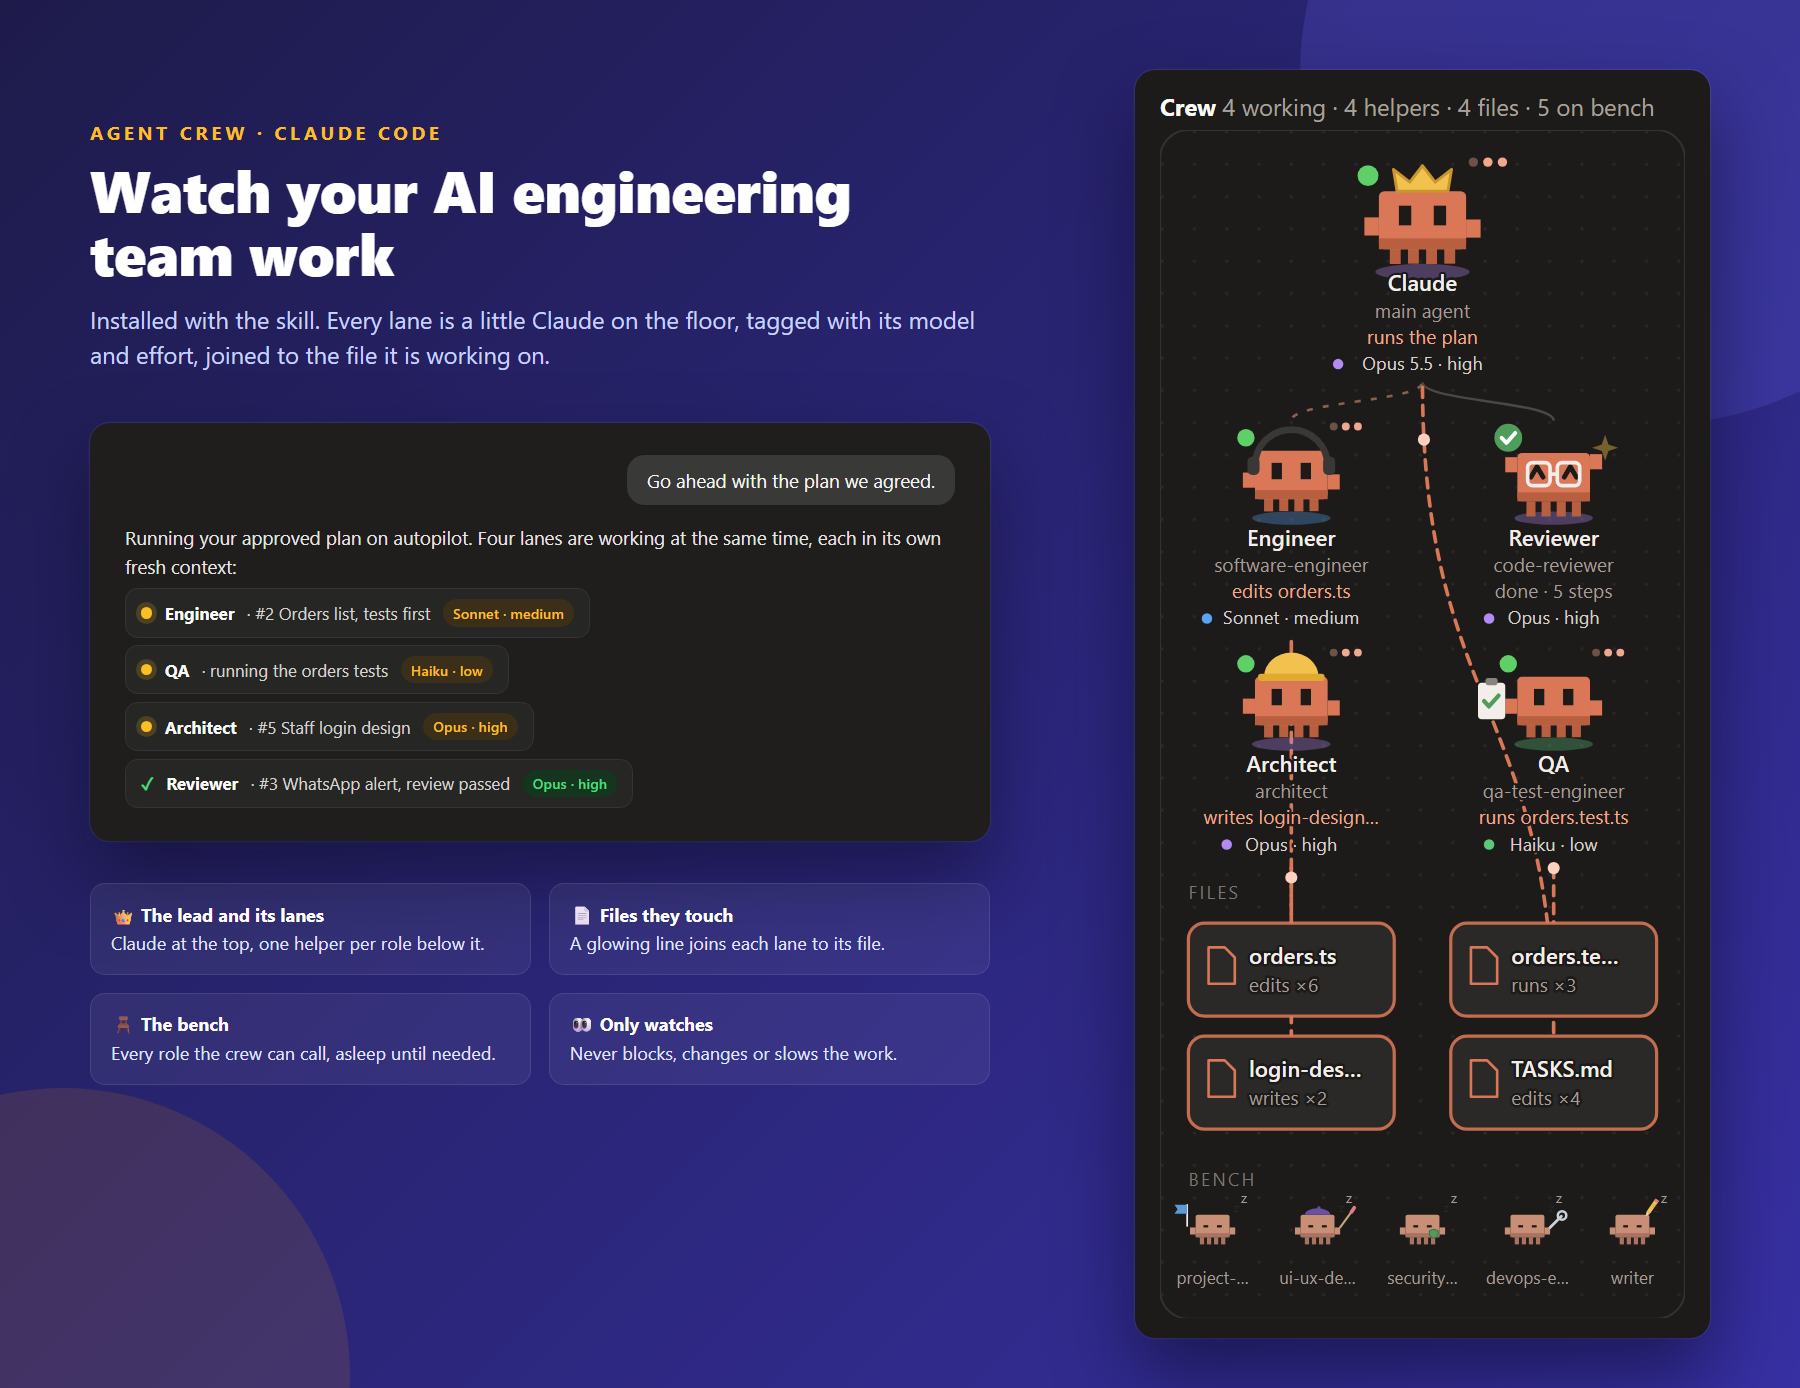 AGENT CREW · CLAUDE CODE
Watch your AI engineering
team work
Installed with the skill. Every lane is a little Claude on the floor, tagged with its model
and effort, joined to the file it is working on.
Go ahead with the plan we agreed.
Running your approved plan on autopilot. Four lanes are working at the same time, each in its own
fresh context:
Engineer · #2 Orders list, tests first Sonnet · medium
QA · running the orders tests Haiku · low
Architect · #5 Staff login design Opus · high
✓ Reviewer · #3 WhatsApp alert, review passed Opus · high
The lead and its lanes
Claude at the top, one helper per role below it.
Files they touch
A glowing line joins each lane to its file.
The bench
Every role the crew can call, asleep until needed.
Only watches
Never blocks, changes or slows the work.
Crew 4 working · 4 helpers · 4 files · 5 on bench
Claude
main agent
runs the plan
Opus 5.5 · high
Engineer
software-engineer
edits orders.ts
Sonnet · medium
Reviewer
code-reviewer
done · 5 steps
Opus · high
Architect
architect
writes login-design...
Opus · high
QA
qa-test-engineer
runs orders.test.ts
Haiku · low
FILES
orders.ts
edits ×6
orders.te...
runs ×3
login-des...
writes ×2
TASKS.md
edits ×4
BENCH
z z z z z
project-... ui-ux-de... security... devops-e... writer